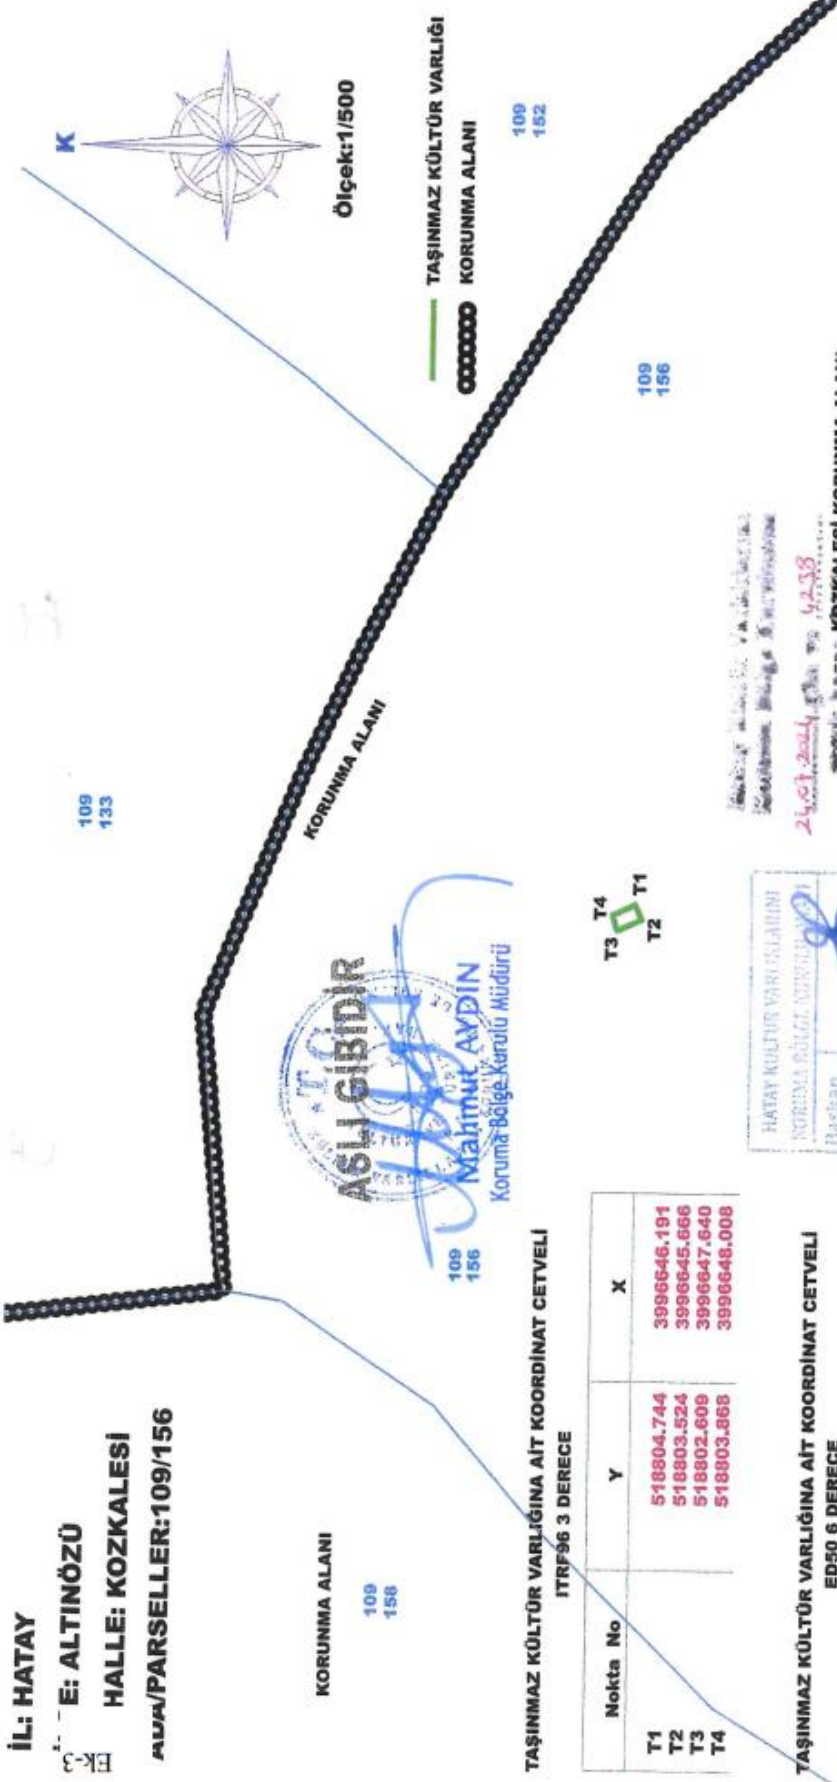 İL: HATAY
E: ALTINÖZÜ
HALLE: KOZKALESİ
ADA/PARSELLER:109/156
Ek-3
K
Ölçek:1/500
TAŞINMAZ KÜLTÜR VARLIĞI
KORUNMA ALANI
109
133
109
152
KORUNMA ALANI
109
156
KORUNMA ALANI
109
158
109
156
ASLI GİBİDİR
T.C.
Mahmut AYDIN
Koruma Bölge Kurulu Müdürü
T3 T4
T2 T1
TAŞINMAZ KÜLTÜR VARLIĞINA AİT KOORDİNAT CETVELİ
ITRF96 3 DERECE
Nokta No Y X
T1 518804.744 3996646.191
T2 518803.524 3996645.666
T3 518802.609 3996647.640
T4 518803.868 3996648.008
TAŞINMAZ KÜLTÜR VARLIĞINA AİT KOORDİNAT CETVELİ
ED50 6 DERECE
HATAY KÜLTÜR VARLIKLARINI
KORUMA BÖLGE
Başkan
24.07.2024 4238
KOZKALESİ KORUNMA ALANI